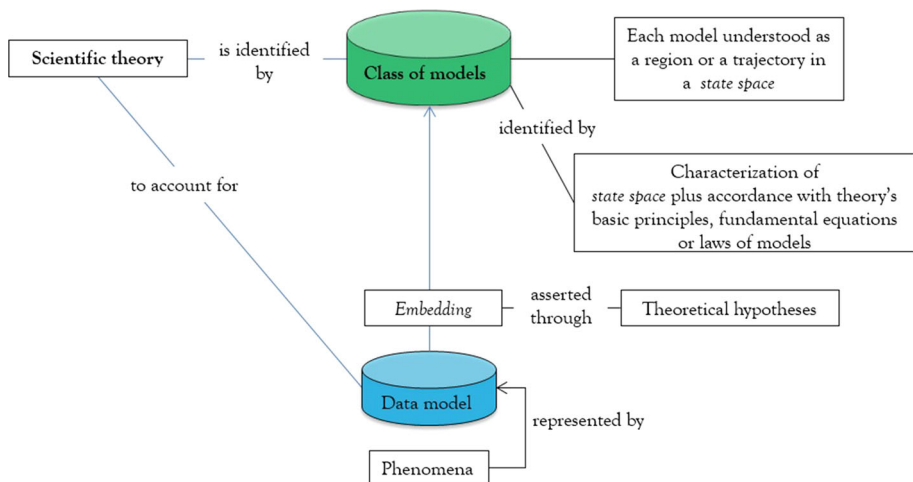 Scientific theory
is identified
by
Class of models
Each model understood as
a region or a trajectory in
a state space
identified by
to account for
Characterization of
state space plus accordance with theory's
basic principles, fundamental equations
or laws of models
Embedding
asserted
through
Theoretical hypotheses
Data model
represented by
Phenomena